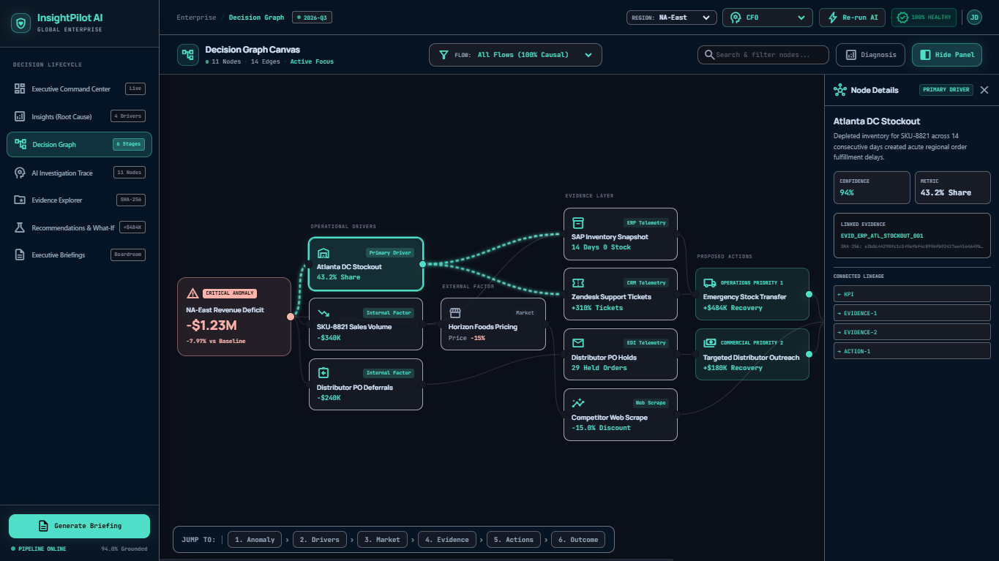 InsightPilot AI
GLOBAL ENTERPRISE
Enterprise / Decision Graph
2026-Q3
REGION: NA-East
CFO
Re-run AI
100% HEALTHY
JD
DECISION LIFECYCLE
Executive Command Center
Live
Insights (Root Cause)
4 Drivers
Decision Graph
6 Stages
AI Investigation Trace
11 Nodes
Evidence Explorer
SHA-256
Recommendations & What-If
+$484K
Executive Briefings
Boardroom
Generate Briefing
PIPELINE ONLINE
94.0% Grounded
Decision Graph Canvas
11 Nodes · 14 Edges · Active Focus
FLOW: All Flows (100% Causal)
Search & filter nodes...
Diagnosis
Hide Panel
CRITICAL ANOMALY
NA-East Revenue Deficit
-$1.23M
-7.97% vs Baseline
OPERATIONAL DRIVERS
Primary Driver
Atlanta DC Stockout
43.2% Share
Internal Factor
SKU-8821 Sales Volume
-$340K
Internal Factor
Distributor PO Deferrals
-$240K
EXTERNAL FACTOR
Market
Horizon Foods Pricing
Price -15%
EVIDENCE LAYER
ERP Telemetry
SAP Inventory Snapshot
14 Days 0 Stock
CRM Telemetry
Zendesk Support Tickets
+310% Tickets
EDI Telemetry
Distributor PO Holds
29 Held Orders
Web Scrape
Competitor Web Scrape
-15.0% Discount
PROPOSED ACTIONS
OPERATIONS PRIORITY 1
Emergency Stock Transfer
+$484K Recovery
COMMERCIAL PRIORITY 2
Targeted Distributor Outreach
+$180K Recovery
JUMP TO:
1. Anomaly › 2. Drivers › 3. Market › 4. Evidence › 5. Actions › 6. Outcome
Node Details
PRIMARY DRIVER
Atlanta DC Stockout
Depleted inventory for SKU-8821 across 14
consecutive days created acute regional order
fulfillment delays.
CONFIDENCE
94%
METRIC
43.2% Share
LINKED EVIDENCE
EVID_ERP_ATL_STOCKOUT_001
SHA-256:
CONNECTED LINEAGE
← KPI
→ EVIDENCE-1
→ EVIDENCE-2
→ ACTION-1